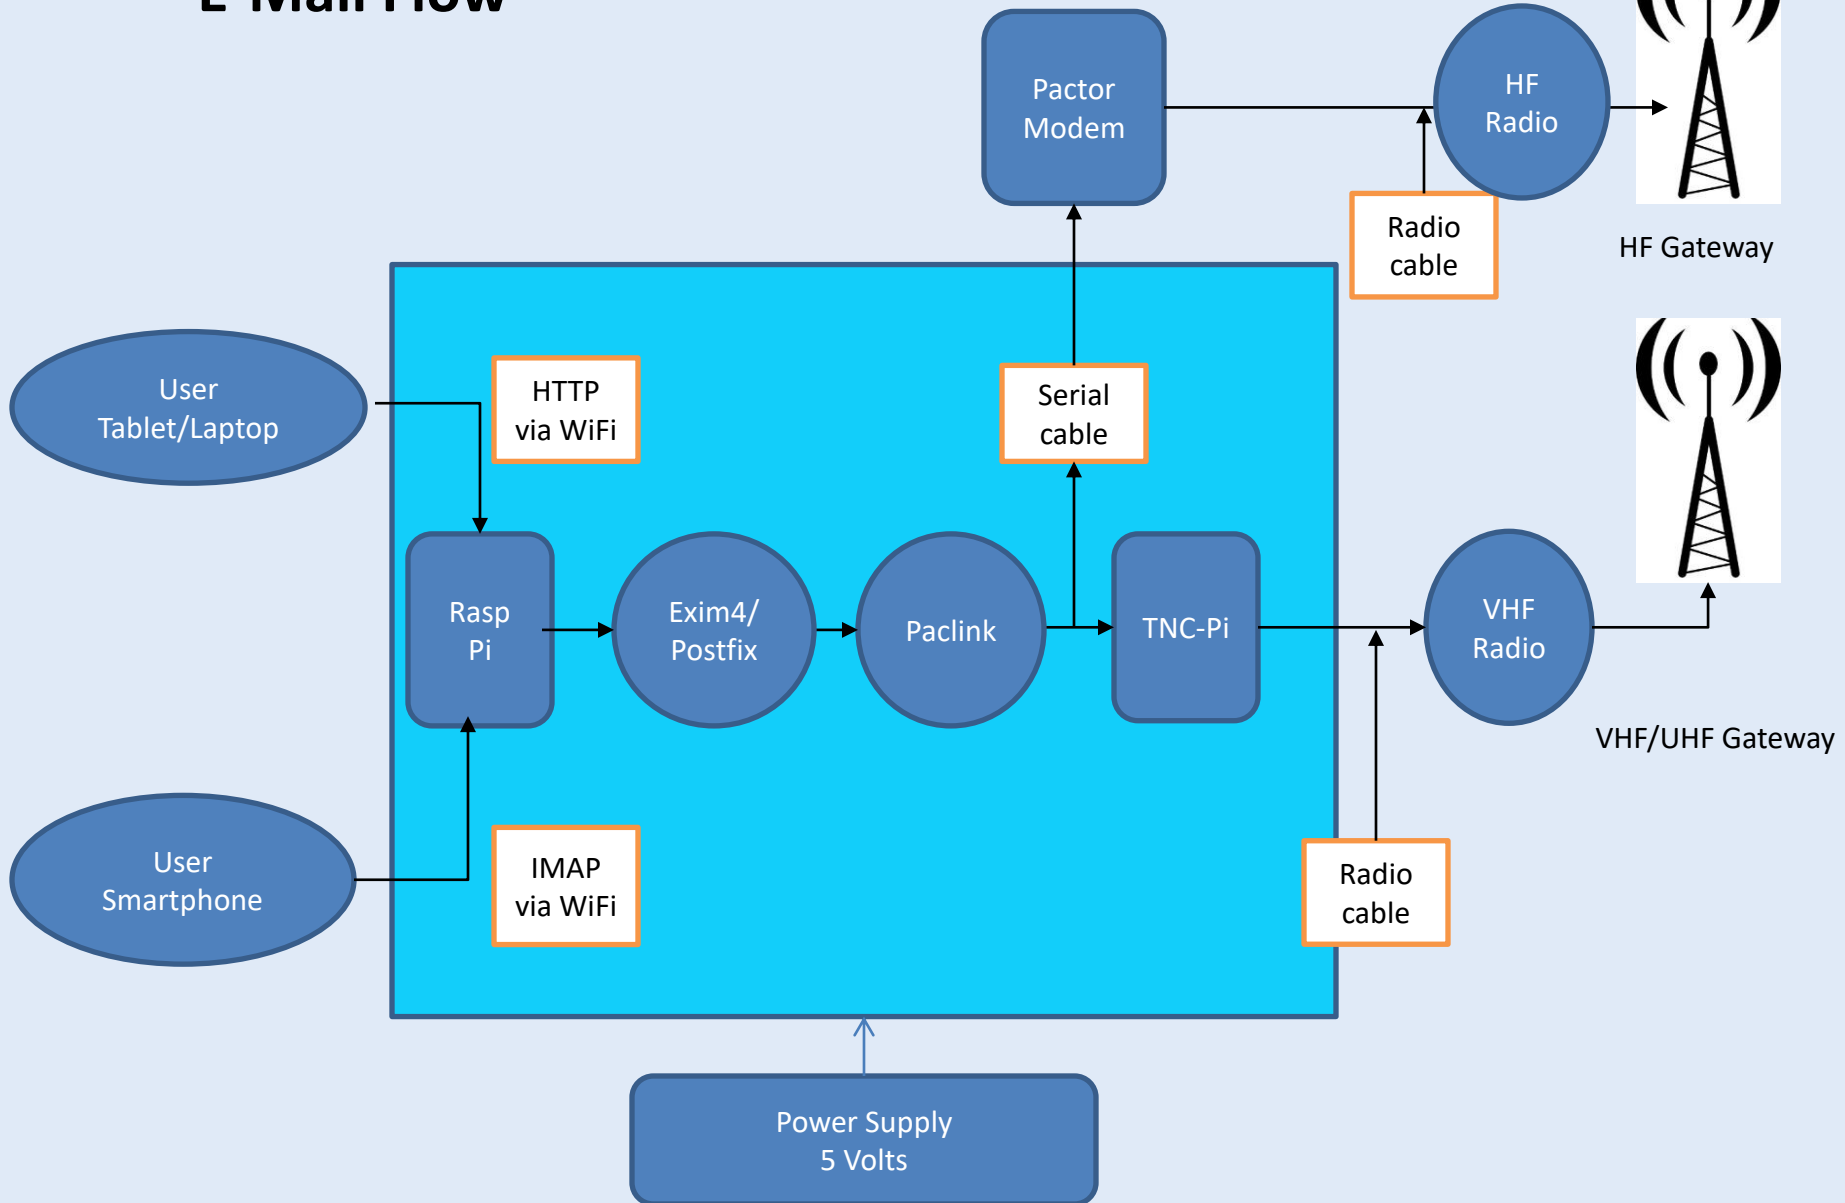 E-Mail Flow
Pactor
Modem
HF
Radio
Radio
cable
HF Gateway
User
Tablet/Laptop
HTTP
via WiFi
Serial
cable
Rasp
Pi
Exim4/
Postfix
Paclink
TNC-Pi
VHF
Radio
VHF/UHF Gateway
User
Smartphone
IMAP
via WiFi
Radio
cable
Power Supply
5 Volts